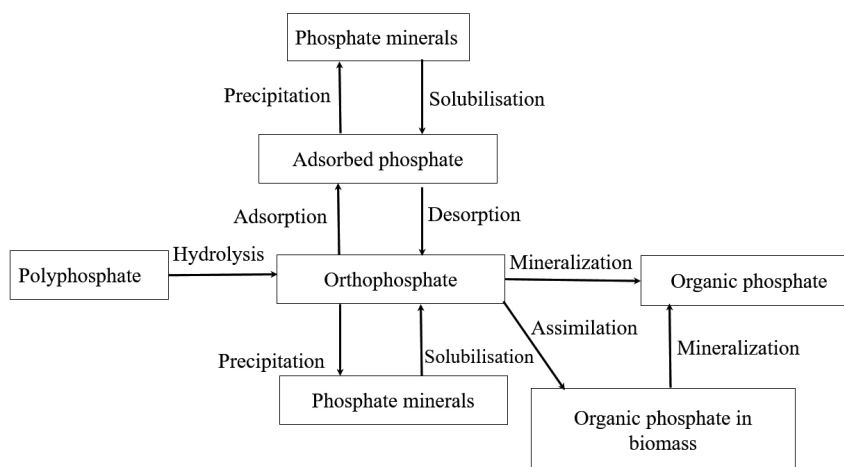 Phosphate minerals
Precipitation
Solubilisation
Adsorbed phosphate
Adsorption
Desorption
Hydrolysis
Polyphosphate
Orthophosphate
Mineralization
Organic phosphate
Assimilation
Mineralization
Precipitation
Solubilisation
Phosphate minerals
Organic phosphate in
biomass